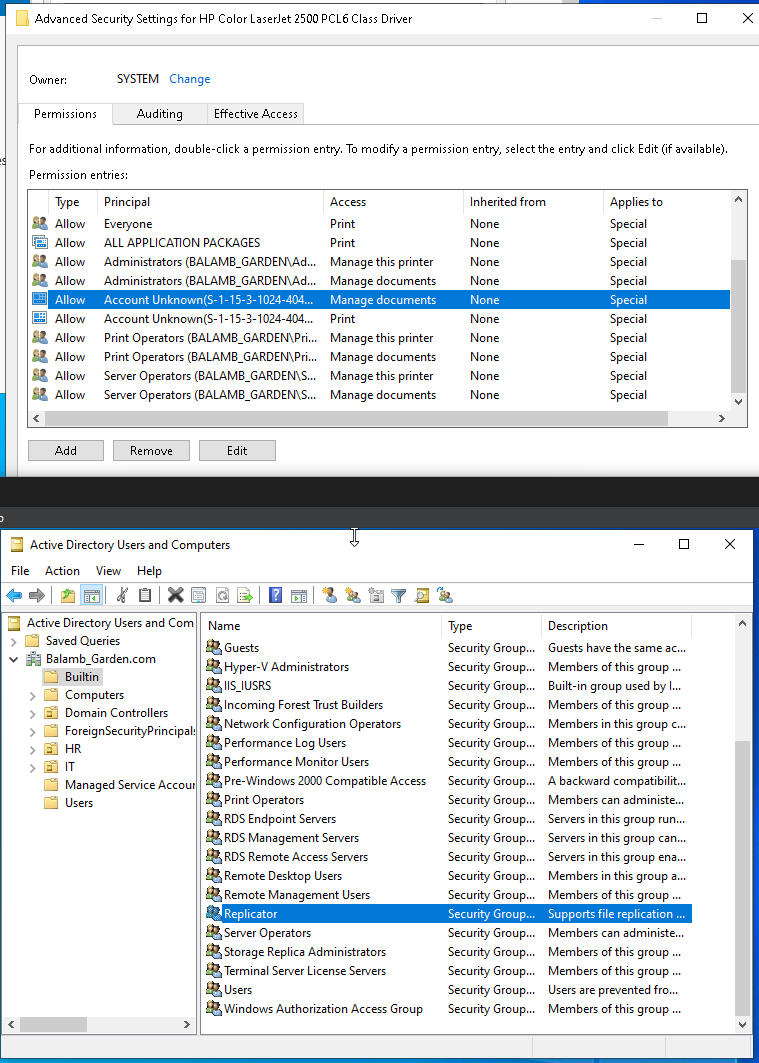 Advanced Security Settings for HP Color LaserJet 2500 PCL6 Class Driver
Owner: SYSTEM Change
Permissions Auditing Effective Access
For additional information, double-click a permission entry. To modify a permission entry, select the entry and click Edit (if available).
Permission entries:
Type Principal Access Inherited from Applies to
Allow Everyone Print None Special
Allow ALL APPLICATION PACKAGES Print None Special
Allow Administrators (BALAMB_GARDEN\Ad... Manage this printer None Special
Allow Administrators (BALAMB_GARDEN\Ad... Manage documents None Special
Allow Account Unknown(S-1-15-3-1024-404... Manage documents None Special
Allow Account Unknown(S-1-15-3-1024-404... Print None Special
Allow Print Operators (BALAMB_GARDEN\Pri... Manage this printer None Special
Allow Print Operators (BALAMB_GARDEN\Pri... Manage documents None Special
Allow Server Operators (BALAMB_GARDEN\S... Manage this printer None Special
Allow Server Operators (BALAMB_GARDEN\S... Manage documents None Special
Add Remove Edit
Active Directory Users and Computers
File Action View Help
Active Directory Users and Com
Saved Queries
Balamb_Garden.com
Builtin
Computers
Domain Controllers
ForeignSecurityPrincipals
HR
IT
Managed Service Accour
Users
Name Type Description
Guests Security Group... Guests have the same ac...
Hyper-V Administrators Security Group... Members of this group ...
IIS_IUSRS Security Group... Built-in group used by I...
Incoming Forest Trust Builders Security Group... Members of this group ...
Network Configuration Operators Security Group... Members in this group c...
Performance Log Users Security Group... Members of this group ...
Performance Monitor Users Security Group... Members of this group ...
Pre-Windows 2000 Compatible Access Security Group... A backward compatibilit...
Print Operators Security Group... Members can administe...
RDS Endpoint Servers Security Group... Servers in this group run...
RDS Management Servers Security Group... Servers in this group can...
RDS Remote Access Servers Security Group... Servers in this group ena...
Remote Desktop Users Security Group... Members in this group a...
Remote Management Users Security Group... Members of this group ...
Replicator Security Group... Supports file replication ...
Server Operators Security Group... Members can administe...
Storage Replica Administrators Security Group... Members of this group ...
Terminal Server License Servers Security Group... Members of this group ...
Users Security Group... Users are prevented fro...
Windows Authorization Access Group Security Group... Members of this group ...